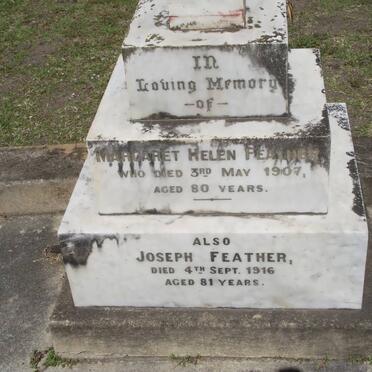 IN
LOVING MEMORY
-OF-
MARGARET HELEN FEATHER
WHO DIED 3RD MAY 1907,
AGED 80 YEARS.
ALSO
JOSEPH FEATHER,
DIED 4TH SEPT. 1916
AGED 81 YEARS.